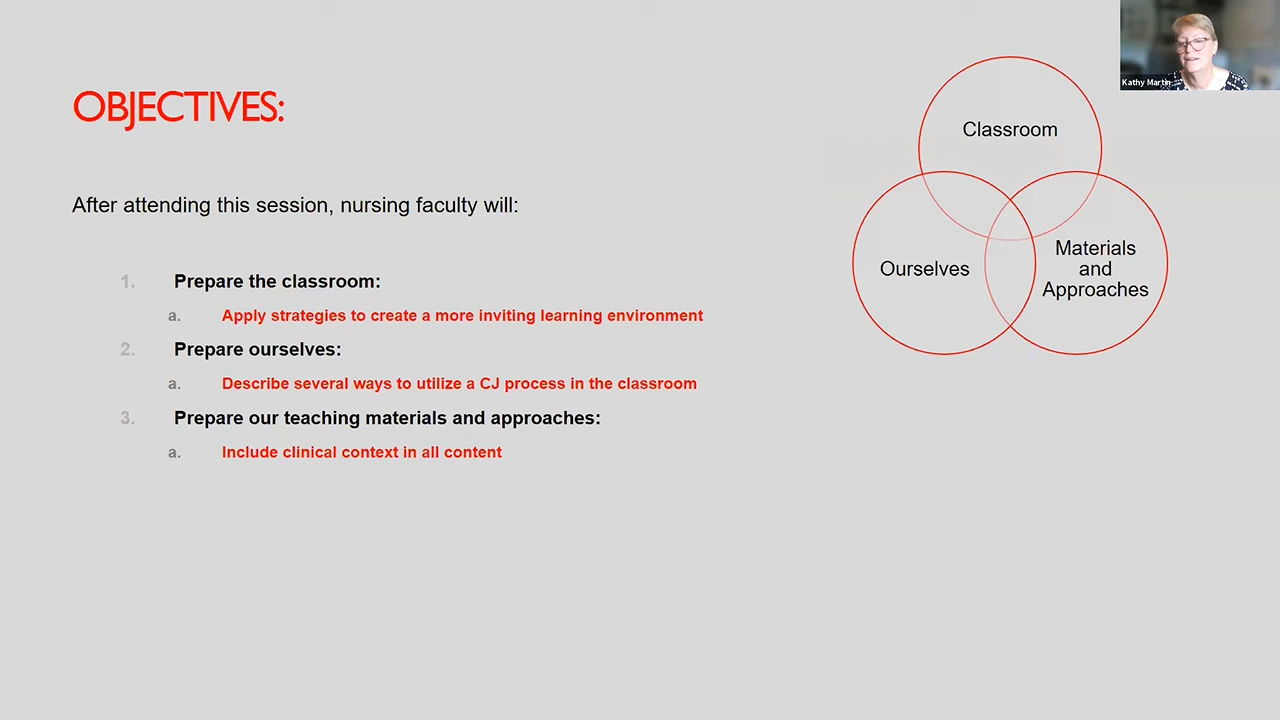 OBJECTIVES:
After attending this session, nursing faculty will:
1. Prepare the classroom:
a. Apply strategies to create a more inviting learning environment
2. Prepare ourselves:
a. Describe several ways to utilize a CJ process in the classroom
3. Prepare our teaching materials and approaches:
a. Include clinical context in all content
Classroom
Ourselves
Materials
and
Approaches
Kathy Martin